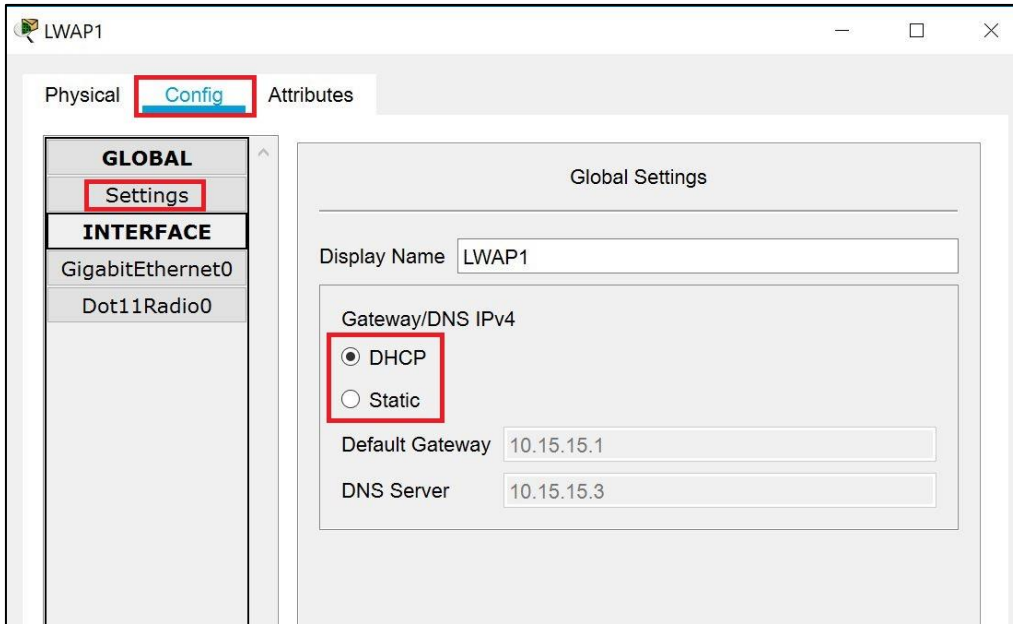 LWAP1
Physical Config Attributes
GLOBAL
Settings
INTERFACE
GigabitEthernet0
Dot11Radio0
Global Settings
Display Name LWAP1
Gateway/DNS IPv4
DHCP
Static
Default Gateway 10.15.15.1
DNS Server 10.15.15.3